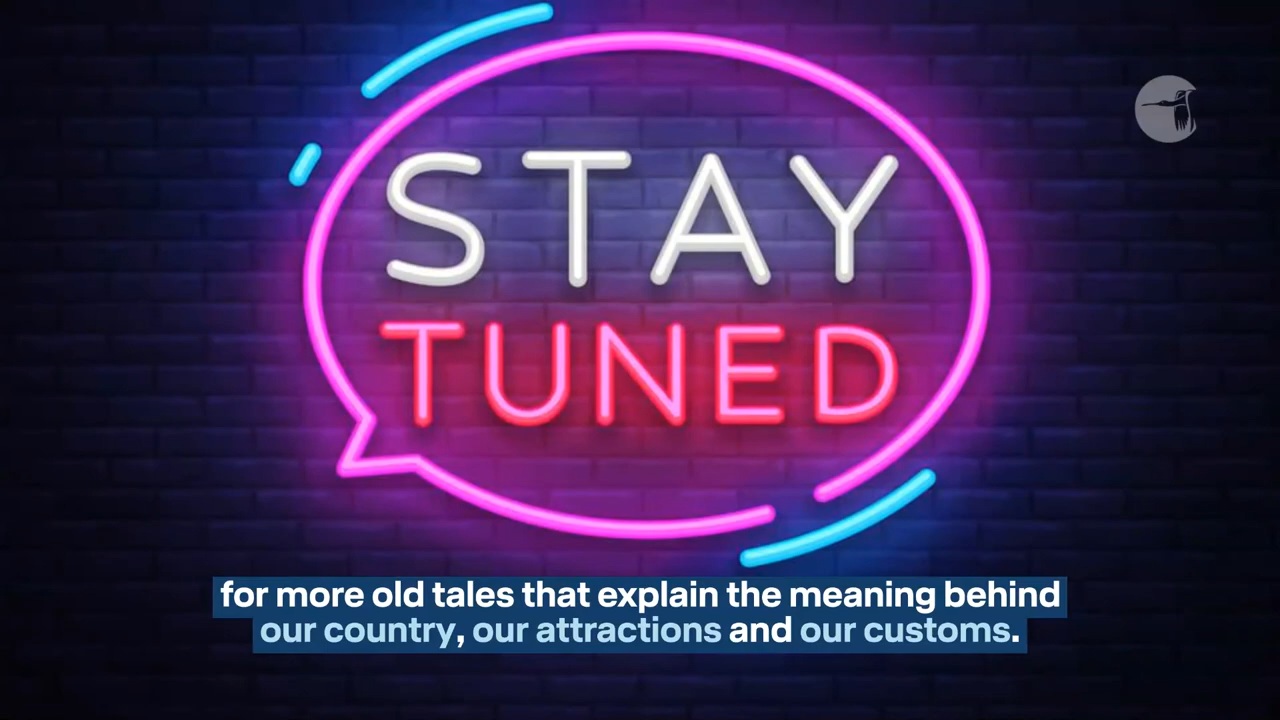 STAY
TUNED
for more old tales that explain the meaning behind
our country, our attractions and our customs.